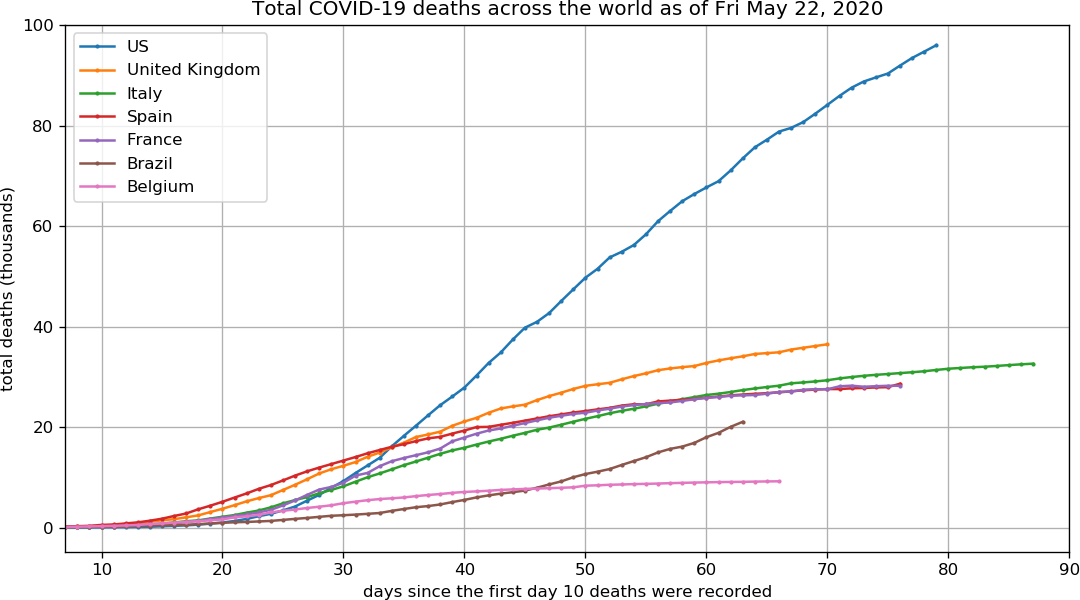 Total COVID-19 deaths across the world as of Fri May 22, 2020
total deaths (thousands)
100
80
60
40
20
0
US
United Kingdom
Italy
Spain
France
Brazil
Belgium
10 20 30 40 50 60 70 80 90
days since the first day 10 deaths were recorded